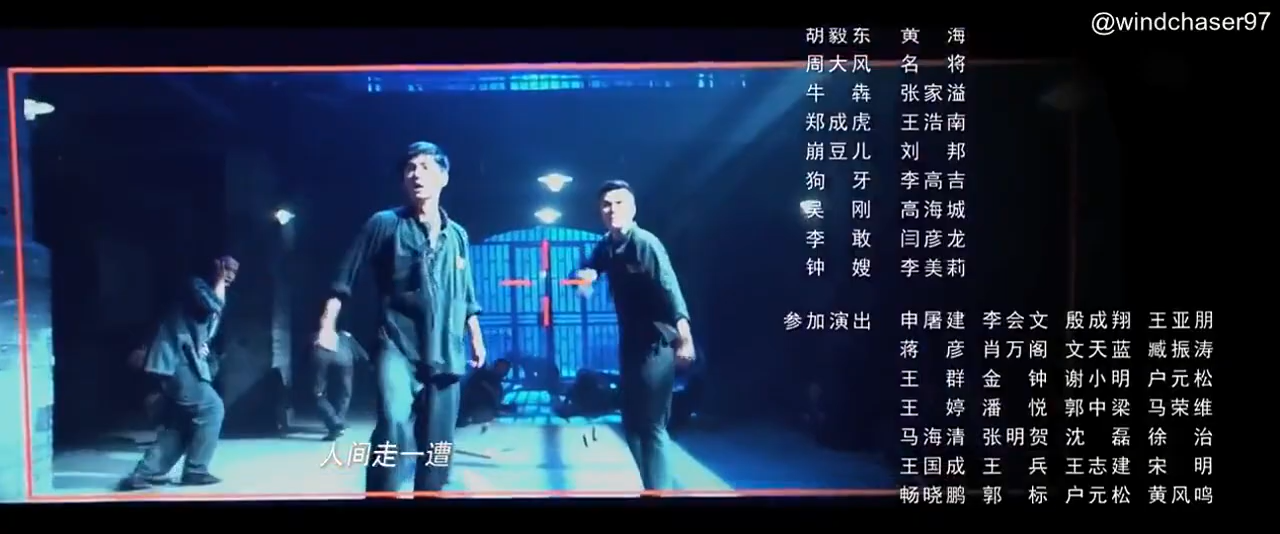 @windchaser97
胡毅东 黄海
周大风 名将
牛犇 张家溢
郑成虎 王浩南
崩豆儿 刘邦
狗牙 李高吉
吴刚 高海城
李敢 闫彦龙
钟嫂 李美莉
参加演出 申屠建 李会文 殷成翔 王亚朋
蒋彦 肖万阁 文天蓝 臧振涛
王群 金钟 谢小明 户元松
王婷 潘悦 郭中梁 马荣维
马海清 张明贺 沈磊 徐治
王国成 王兵 王志建 宋明
畅晓鹏 郭标 户元松 黄风鸣
人间走一遭